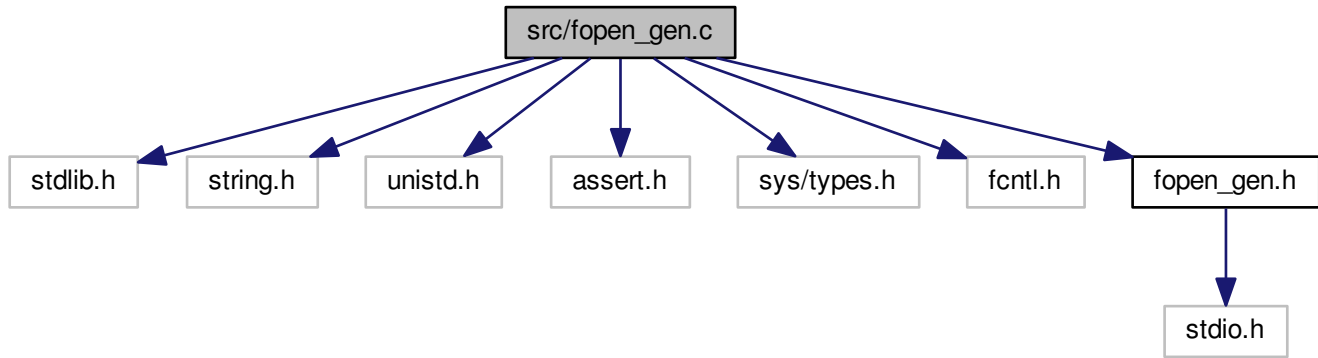 src/fopen_gen.c
stdlib.h
string.h
unistd.h
assert.h
sys/types.h
fcntl.h
fopen_gen.h
stdio.h